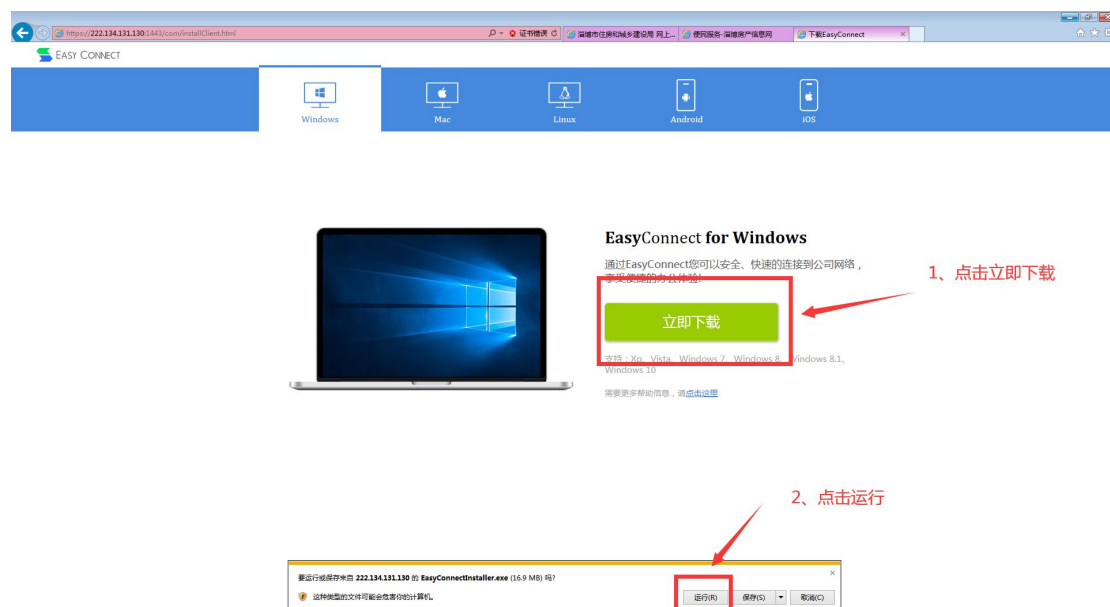 https://222.134.131.130:1443/com/installClient.html
证书错误
淄博市住房和城乡建设局 网上...
便民服务-淄博房产信息网
下载EasyConnect
EASY CONNECT
Windows
Mac
Linux
Android
iOS
EasyConnect for Windows
通过EasyConnect您可以安全、快速的连接到公司网络，
享受便捷的办公体验!
1、点击立即下载
立即下载
支持：Xp、Vista、Windows 7、Windows 8、Windows 8.1、
Windows 10
需要更多帮助信息，请点击这里
2、点击运行
要运行或保存来自 222.134.131.130 的 EasyConnectInstaller.exe (16.9 MB) 吗?
这种类型的文件可能会危害你的计算机。
运行(R)
保存(S)
取消(C)